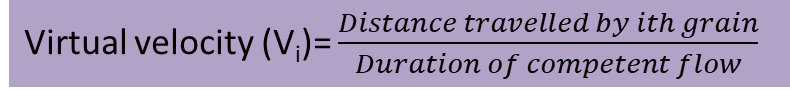 Virtual velocity (Vi)= Distance travelled by ith grain
Duration of competent flow